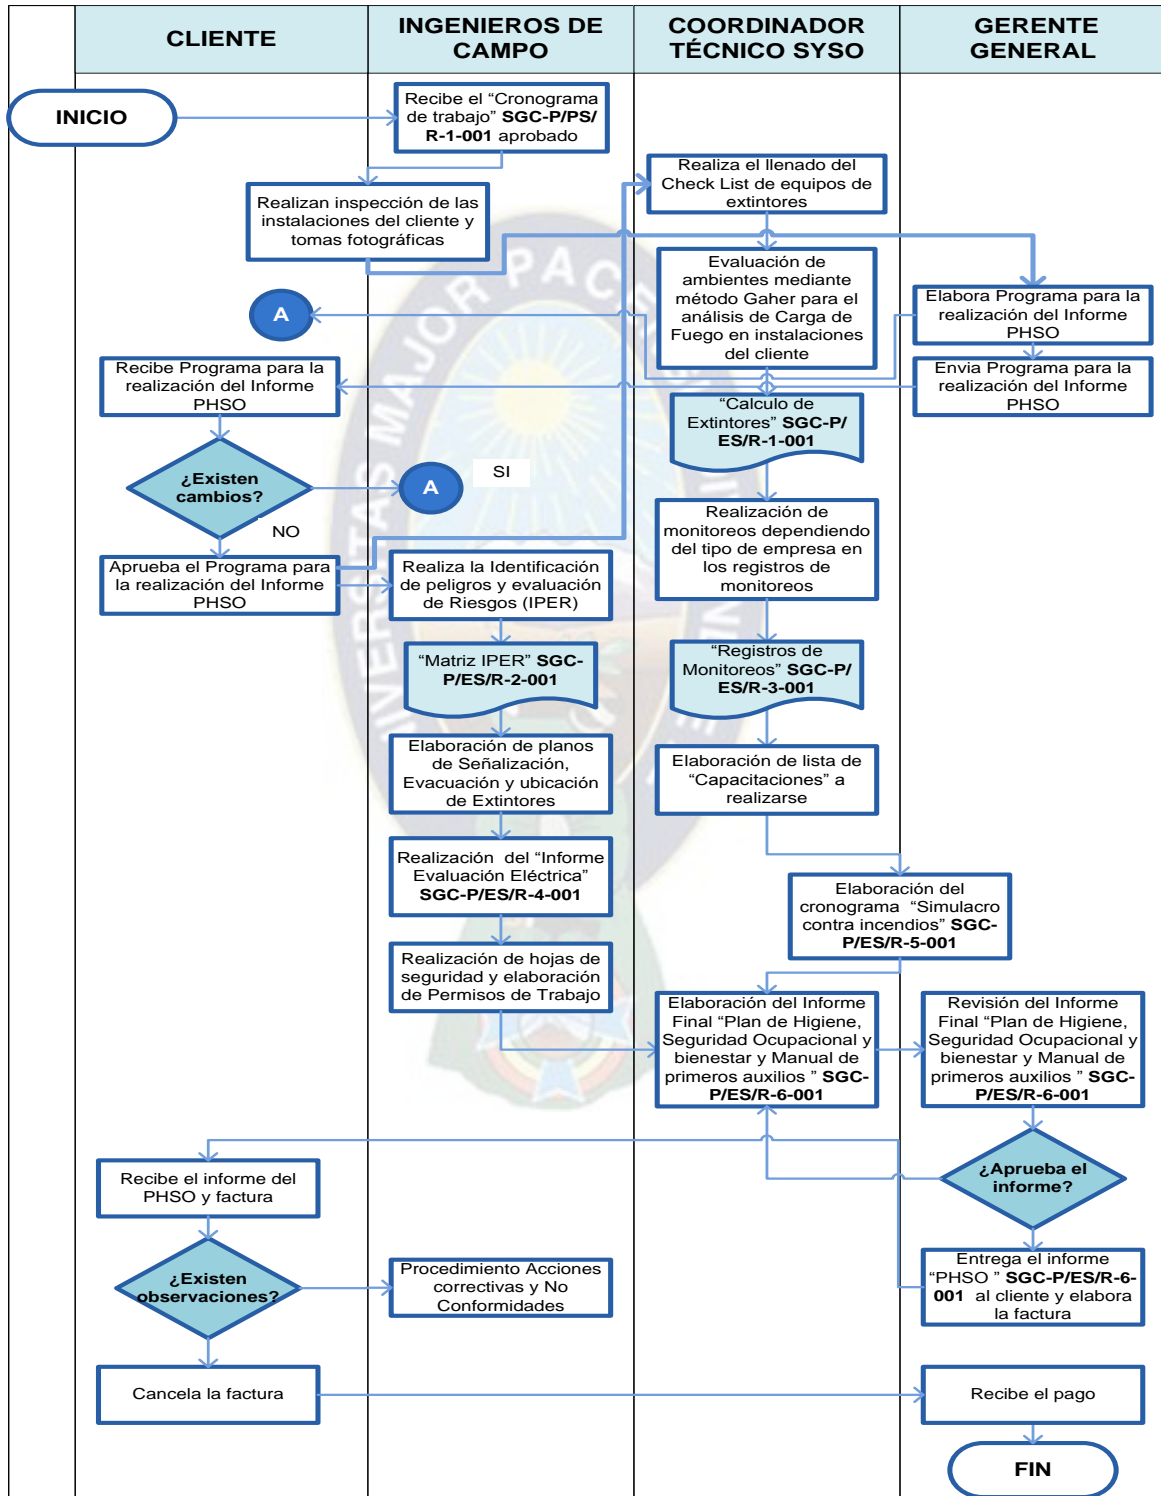 CLIENTE
INGENIEROS DE
CAMPO
COORDINADOR
TÉCNICO SYSO
GERENTE
GENERAL
INICIO
Recibe el “Cronograma
de trabajo” SGC-P/PS/
R-1-001 aprobado
Realizan inspección de las
instalaciones del cliente y
tomas fotográficas
Realiza el llenado del
Check List de equipos de
extintores
Evaluación de
ambientes mediante
método Gaher para el
análisis de Carga de
Fuego en instalaciones
del cliente
Elabora Programa para la
realización del Informe
PHSO
A
Recibe Programa para la
realización del Informe
PHSO
Envia Programa para la
realización del Informe
PHSO
“Calculo de
Extintores” SGC-P/
ES/R-1-001
¿Existen
cambios?
SI
A
NO
Realización de
monitoreos dependiendo
del tipo de empresa en
los registros de
monitoreos
Aprueba el Programa para
la realización del Informe
PHSO
Realiza la Identificación
de peligros y evaluación
de Riesgos (IPER)
“Matriz IPER” SGC-
P/ES/R-2-001
“Registros de
Monitoreos” SGC-P/
ES/R-3-001
Elaboración de planos
de Señalización,
Evacuación y ubicación
de Extintores
Elaboración de lista de
“Capacitaciones” a
realizarse
Realización del “Informe
Evaluación Eléctrica”
SGC-P/ES/R-4-001
Elaboración del
cronograma “Simulacro
contra incendios” SGC-
P/ES/R-5-001
Realización de hojas de
seguridad y elaboración
de Permisos de Trabajo
Elaboración del Informe
Final “Plan de Higiene,
Seguridad Ocupacional y
bienestar y Manual de
primeros auxilios ” SGC-
P/ES/R-6-001
Revisión del Informe
Final “Plan de Higiene,
Seguridad Ocupacional y
bienestar y Manual de
primeros auxilios ” SGC-
P/ES/R-6-001
Recibe el informe del
PHSO y factura
¿Aprueba el
informe?
¿Existen
observaciones?
Procedimiento Acciones
correctivas y No
Conformidades
Entrega el informe
“PHSO ” SGC-P/ES/R-6-
001 al cliente y elabora
la factura
Cancela la factura
Recibe el pago
FIN